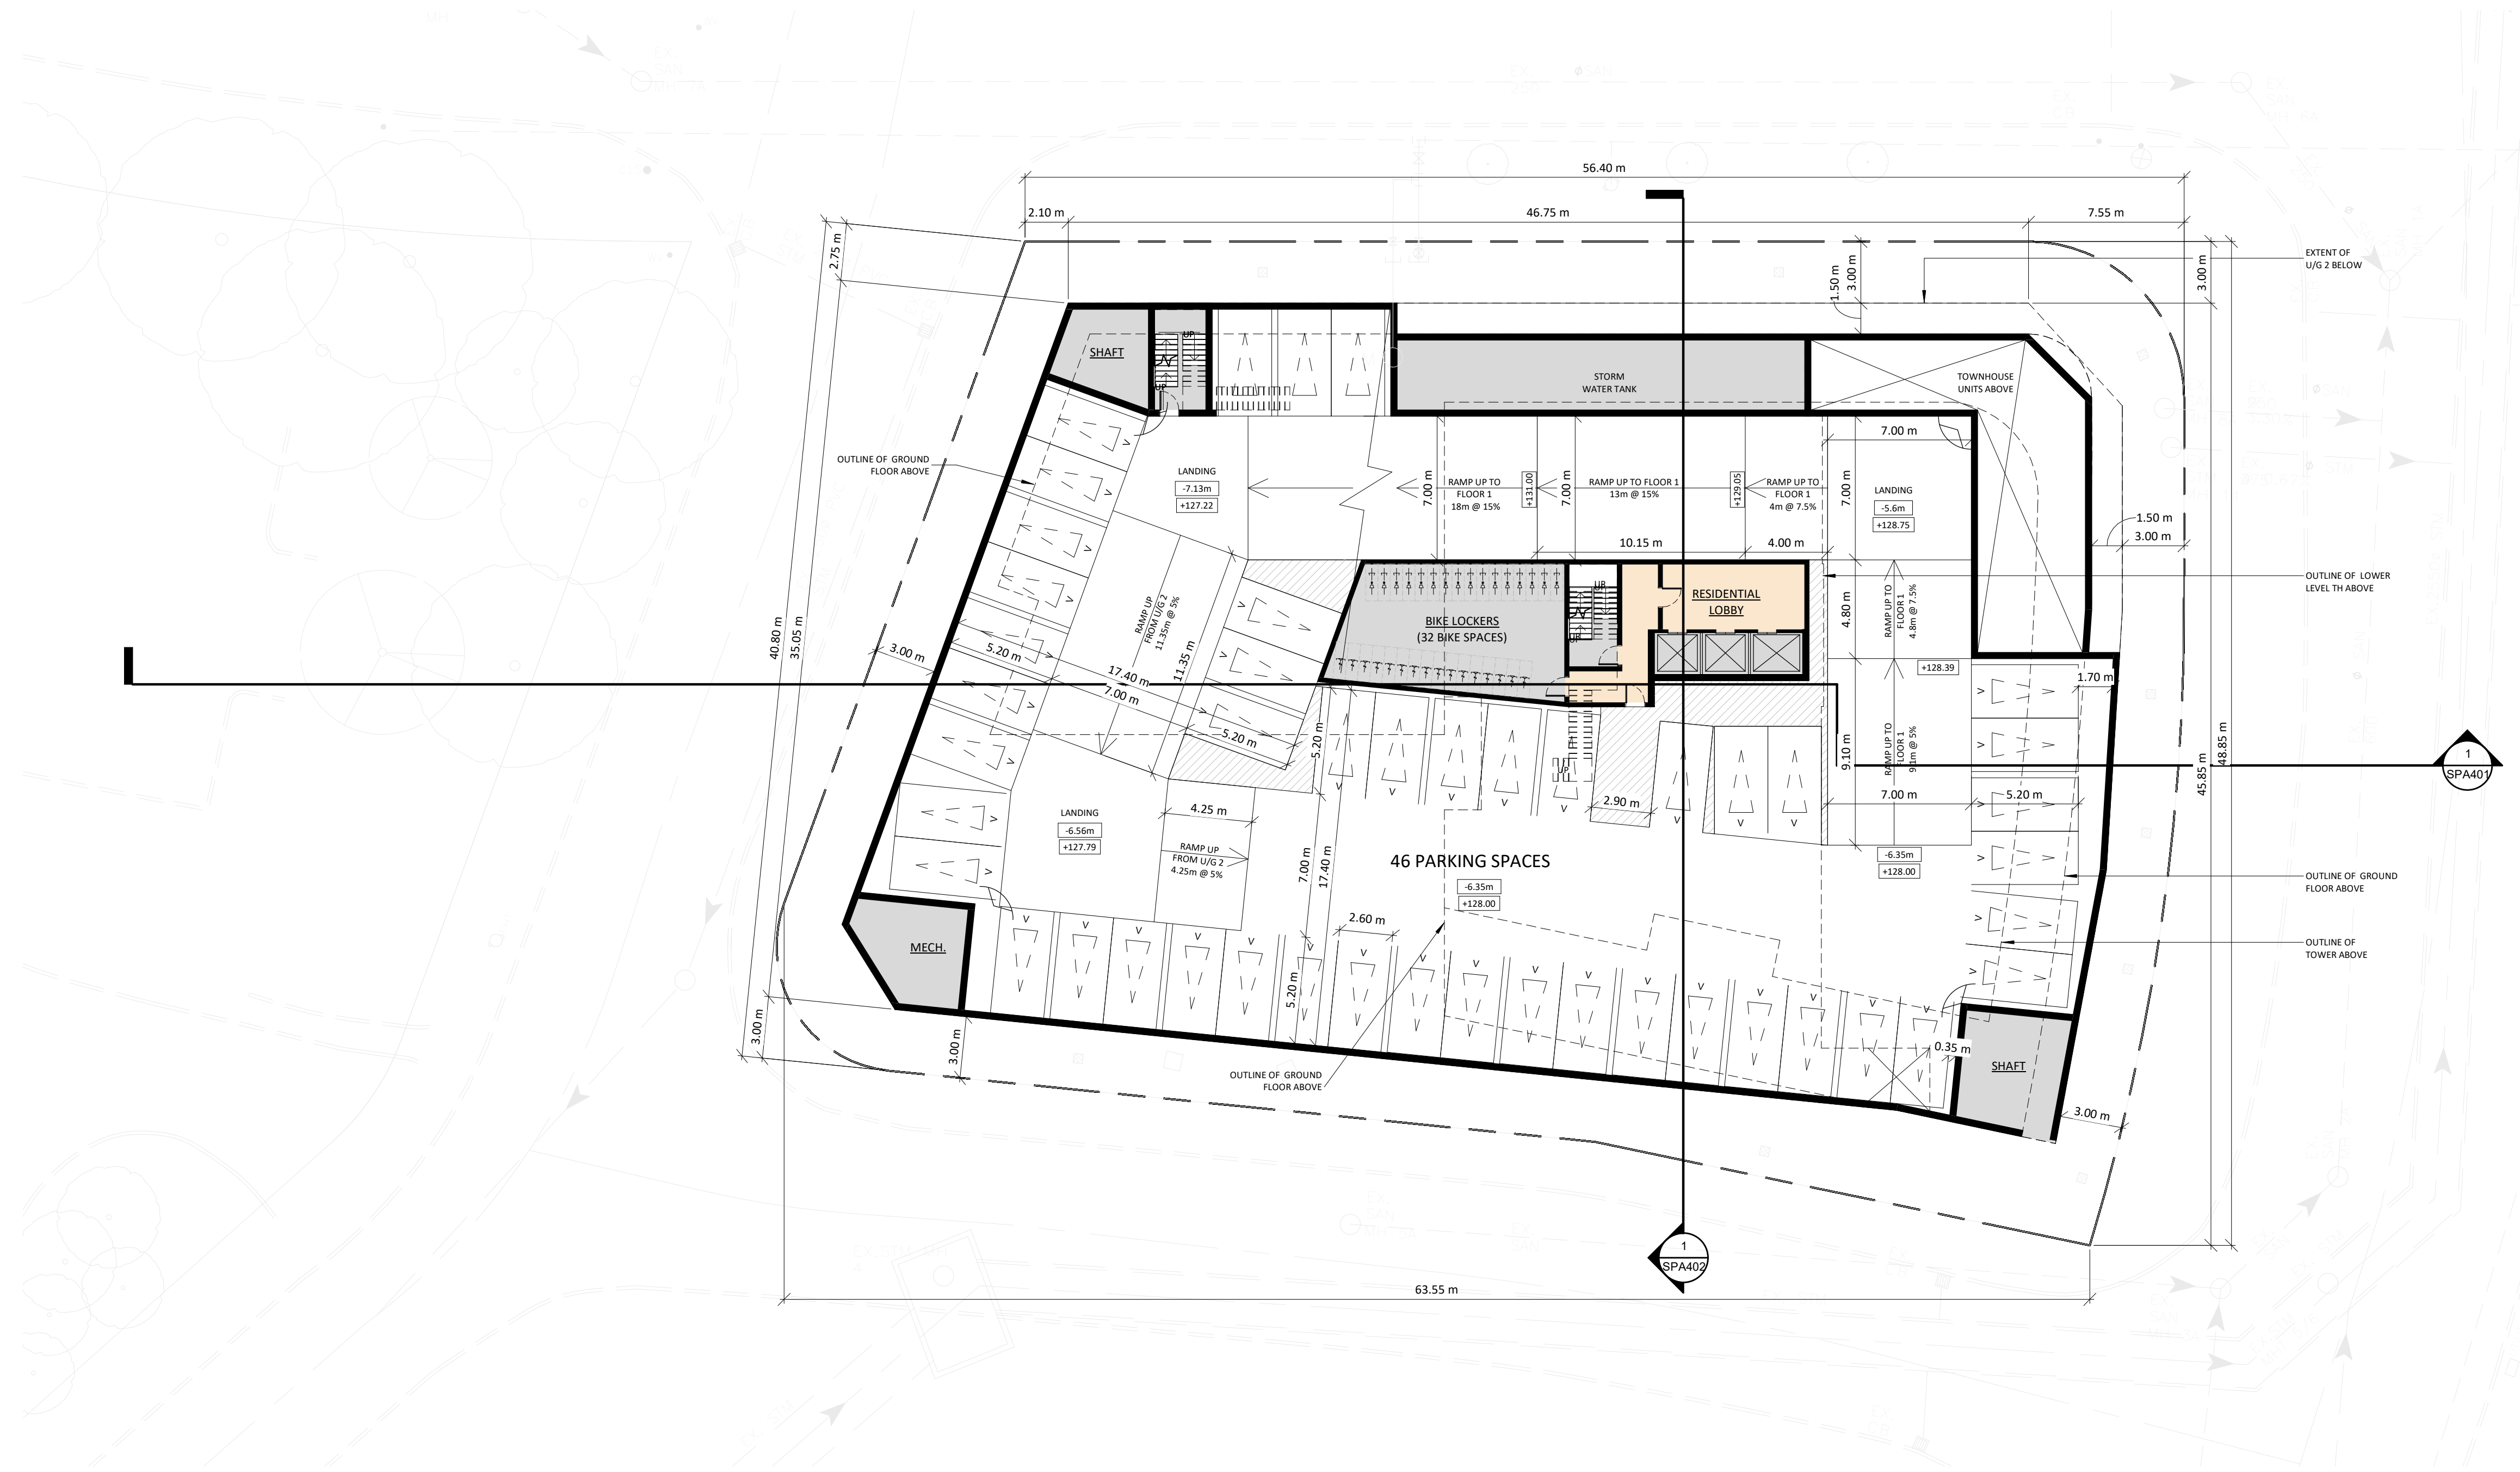 56.40 m
2.10 m
46.75 m
7.55 m
2.75 m
1.50 m
3.00 m
3.00 m
EXTENT OF
U/G 2 BELOW
SHAFT
UP
UP
STORM
WATER TANK
TOWNHOUSE
UNITS ABOVE
OUTLINE OF GROUND
FLOOR ABOVE
LANDING
-7.13m
+127.22
7.00 m
RAMP UP TO
FLOOR 1
18m @ 15%
+131.00
7.00 m
RAMP UP TO FLOOR 1
13m @ 15%
+129.05
RAMP UP TO
FLOOR 1
4m @ 7.5%
7.00 m
7.00 m
LANDING
-5.6m
+128.75
1.50 m
3.00 m
10.15 m
4.00 m
OUTLINE OF LOWER
LEVEL TH ABOVE
RAMP UP
FROM U/G 2
11.35m @ 5%
11.35 m
BIKE LOCKERS
(32 BIKE SPACES)
UP
UP
RESIDENTIAL
LOBBY
4.80 m
RAMP UP TO
FLOOR 1
4.8m @ 7.5%
+128.39
1.70 m
40.80 m
35.05 m
3.00 m
5.20 m
17.40 m
7.00 m
5.20 m
5.20 m
UP
2.90 m
9.10 m
RAMP UP TO
FLOOR 1
9.1m @ 5%
7.00 m
5.20 m
45.85 m
48.85 m
1
SPA401
LANDING
-6.56m
+127.79
4.25 m
RAMP UP
FROM U/G 2
4.25m @ 5%
7.00 m
17.40 m
46 PARKING SPACES
-6.35m
+128.00
-6.35m
+128.00
OUTLINE OF GROUND
FLOOR ABOVE
OUTLINE OF
TOWER ABOVE
2.60 m
MECH.
5.20 m
3.00 m
3.00 m
OUTLINE OF GROUND
FLOOR ABOVE
0.35 m
SHAFT
3.00 m
1
SPA402
63.55 m